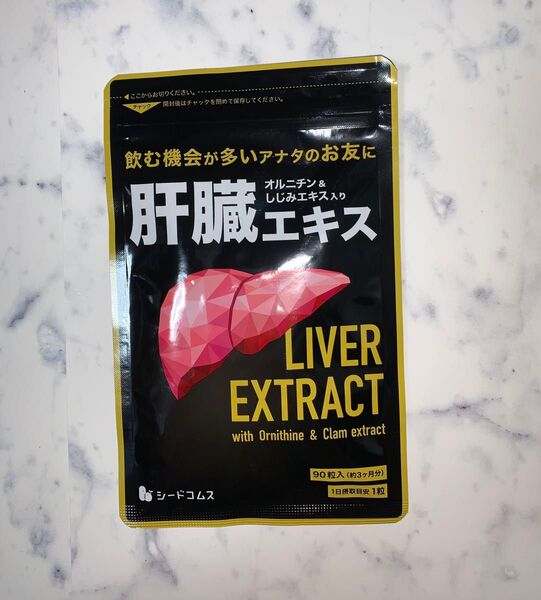 ここからお切りください。
チャック
開封後はチャックを閉めて保存してください。
飲む機会が多いアナタのお友に
オルニチン&
しじみエキス入り
肝臓エキス
LIVER
EXTRACT
with Ornithine & Clam extract
90粒入(約3ヶ月分)
1日摂取目安 1粒
シードコムス